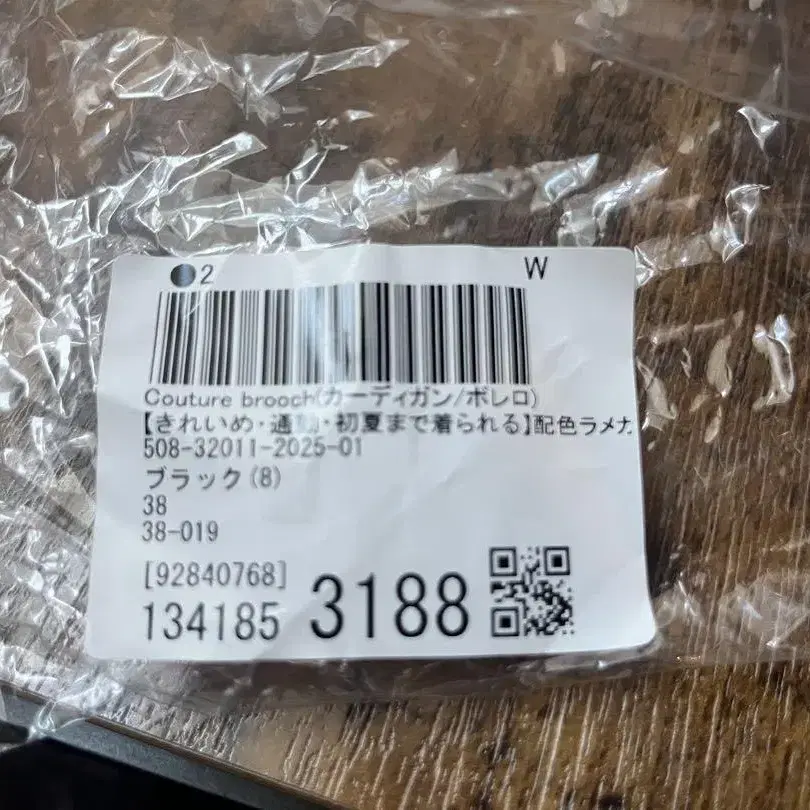 ●2 W
Couture brooch(カーディガン/ボレロ)
【きれいめ・通勤・初夏まで着られる】配色ラメカ
508-32011-2025-01
ブラック(8)
38
38-019
[92840768]
134185 3188